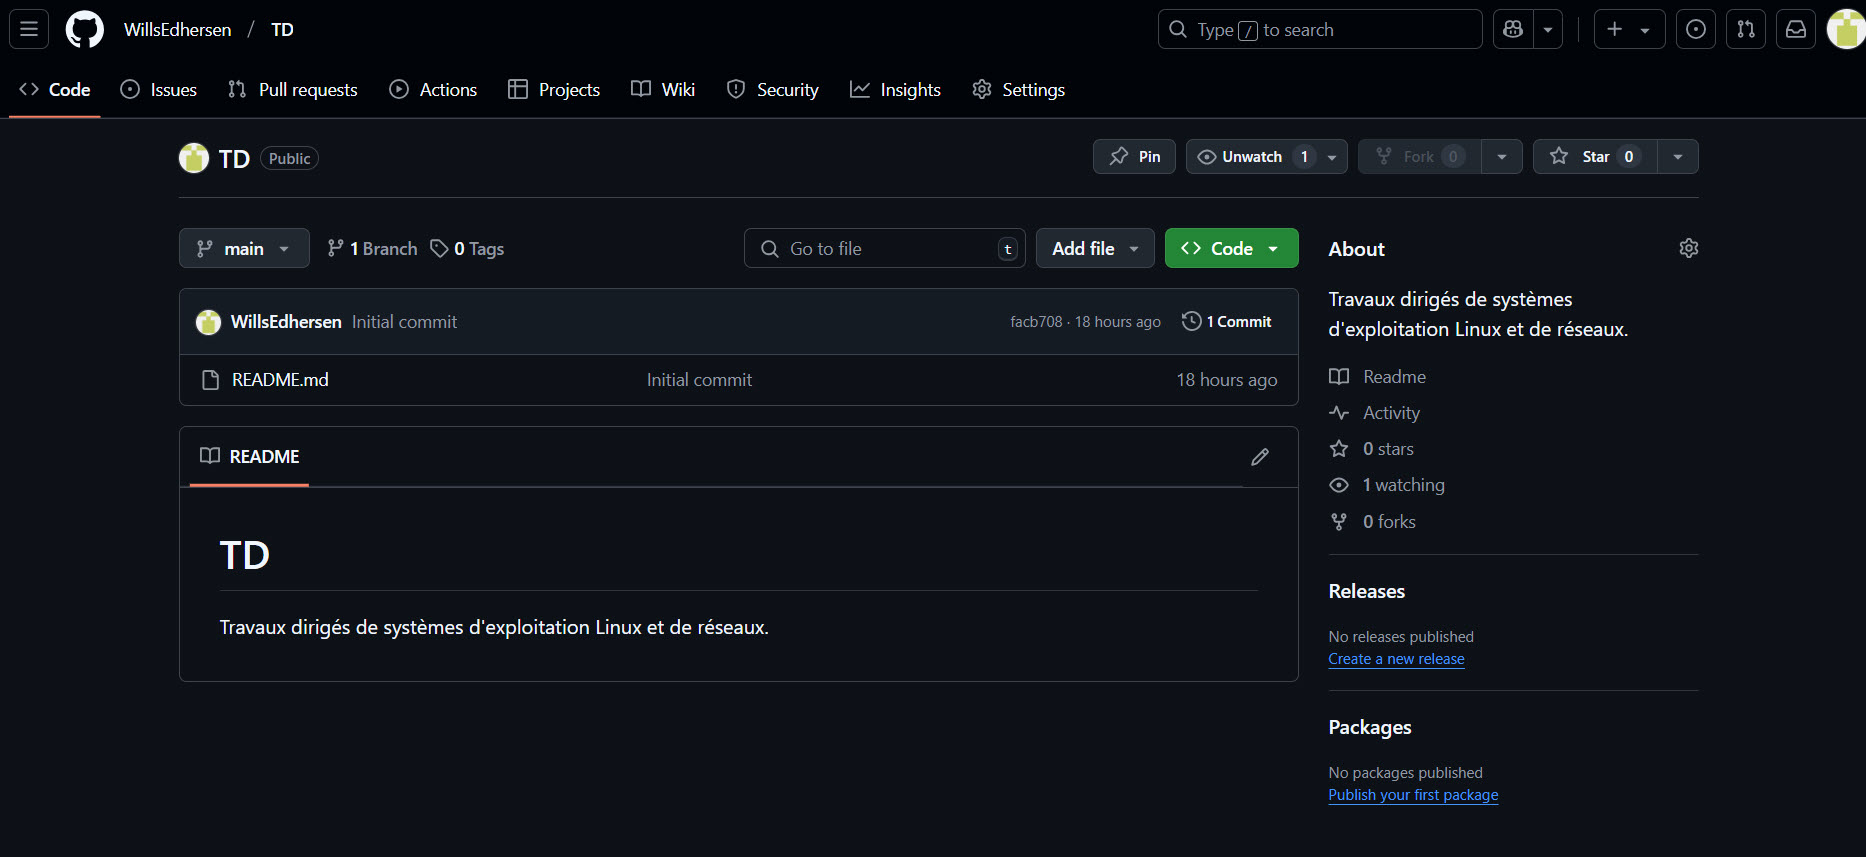 WillsEdhersen / TD
Type / to search
Code Issues Pull requests Actions Projects Wiki Security Insights Settings
TD Public
Pin Unwatch 1 Fork 0 Star 0
main 1 Branch 0 Tags
Go to file t Add file Code
WillsEdhersen Initial commit facb708 · 18 hours ago 1 Commit
README.md Initial commit 18 hours ago
README
TD
Travaux dirigés de systèmes d'exploitation Linux et de réseaux.
About
Travaux dirigés de systèmes
d'exploitation Linux et de réseaux.
Readme
Activity
0 stars
1 watching
0 forks
Releases
No releases published
Create a new release
Packages
No packages published
Publish your first package